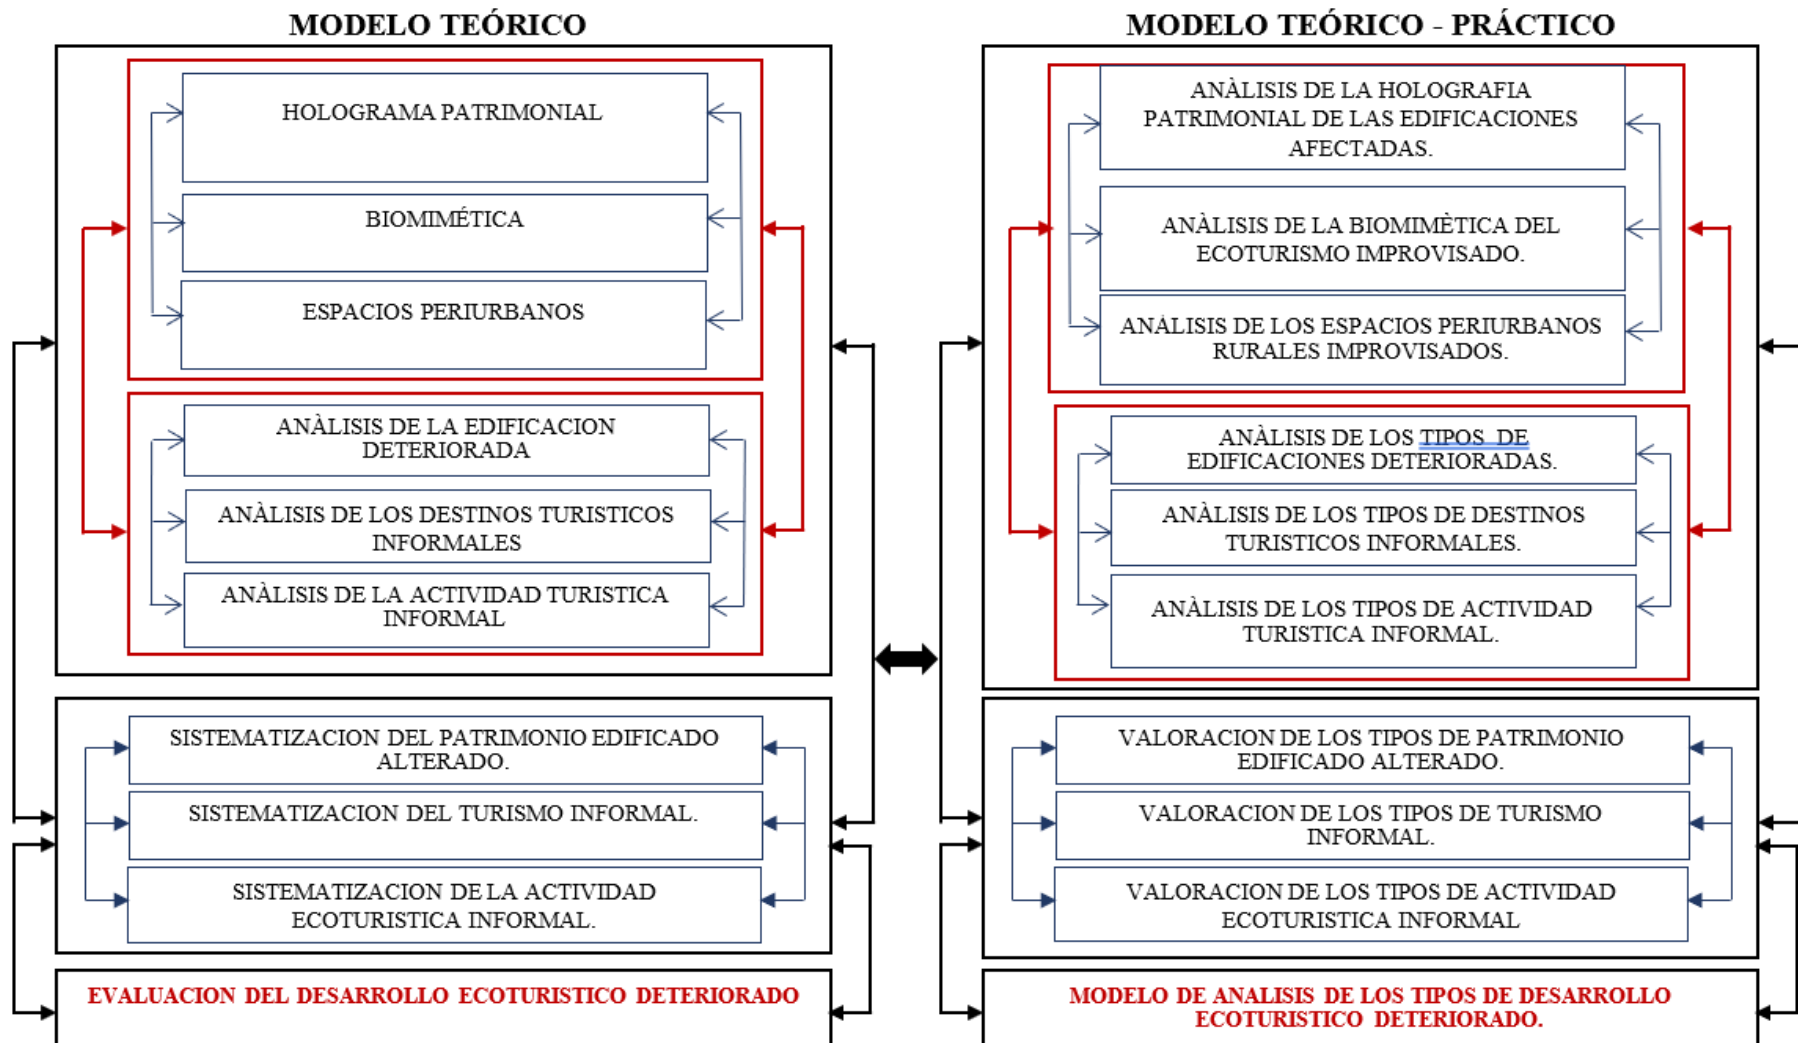 MODELO TEÓRICO
HOLOGRAMA PATRIMONIAL
BIOMIMÉTICA
ESPACIOS PERIURBANOS
ANÀLISIS DE LA EDIFICACION
DETERIORADA
ANÀLISIS DE LOS DESTINOS TURISTICOS
INFORMALES
ANÀLISIS DE LA ACTIVIDAD TURISTICA
INFORMAL
SISTEMATIZACION DEL PATRIMONIO EDIFICADO
ALTERADO.
SISTEMATIZACION DEL TURISMO INFORMAL.
SISTEMATIZACION DE LA ACTIVIDAD
ECOTURISTICA INFORMAL.
EVALUACION DEL DESARROLLO ECOTURISTICO DETERIORADO
MODELO TEÓRICO - PRÁCTICO
ANÀLISIS DE LA HOLOGRAFIA
PATRIMONIAL DE LAS EDIFICACIONES
AFECTADAS.
ANÀLISIS DE LA BIOMIMÈTICA DEL
ECOTURISMO IMPROVISADO.
ANÀLISIS DE LOS ESPACIOS PERIURBANOS
RURALES IMPROVISADOS.
ANÀLISIS DE LOS TIPOS DE
EDIFICACIONES DETERIORADAS.
ANÀLISIS DE LOS TIPOS DE DESTINOS
TURISTICOS INFORMALES.
ANÀLISIS DE LOS TIPOS DE ACTIVIDAD
TURISTICA INFORMAL.
VALORACION DE LOS TIPOS DE PATRIMONIO
EDIFICADO ALTERADO.
VALORACION DE LOS TIPOS DE TURISMO
INFORMAL.
VALORACION DE LOS TIPOS DE ACTIVIDAD
ECOTURISTICA INFORMAL
MODELO DE ANALISIS DE LOS TIPOS DE DESARROLLO
ECOTURISTICO DETERIORADO.